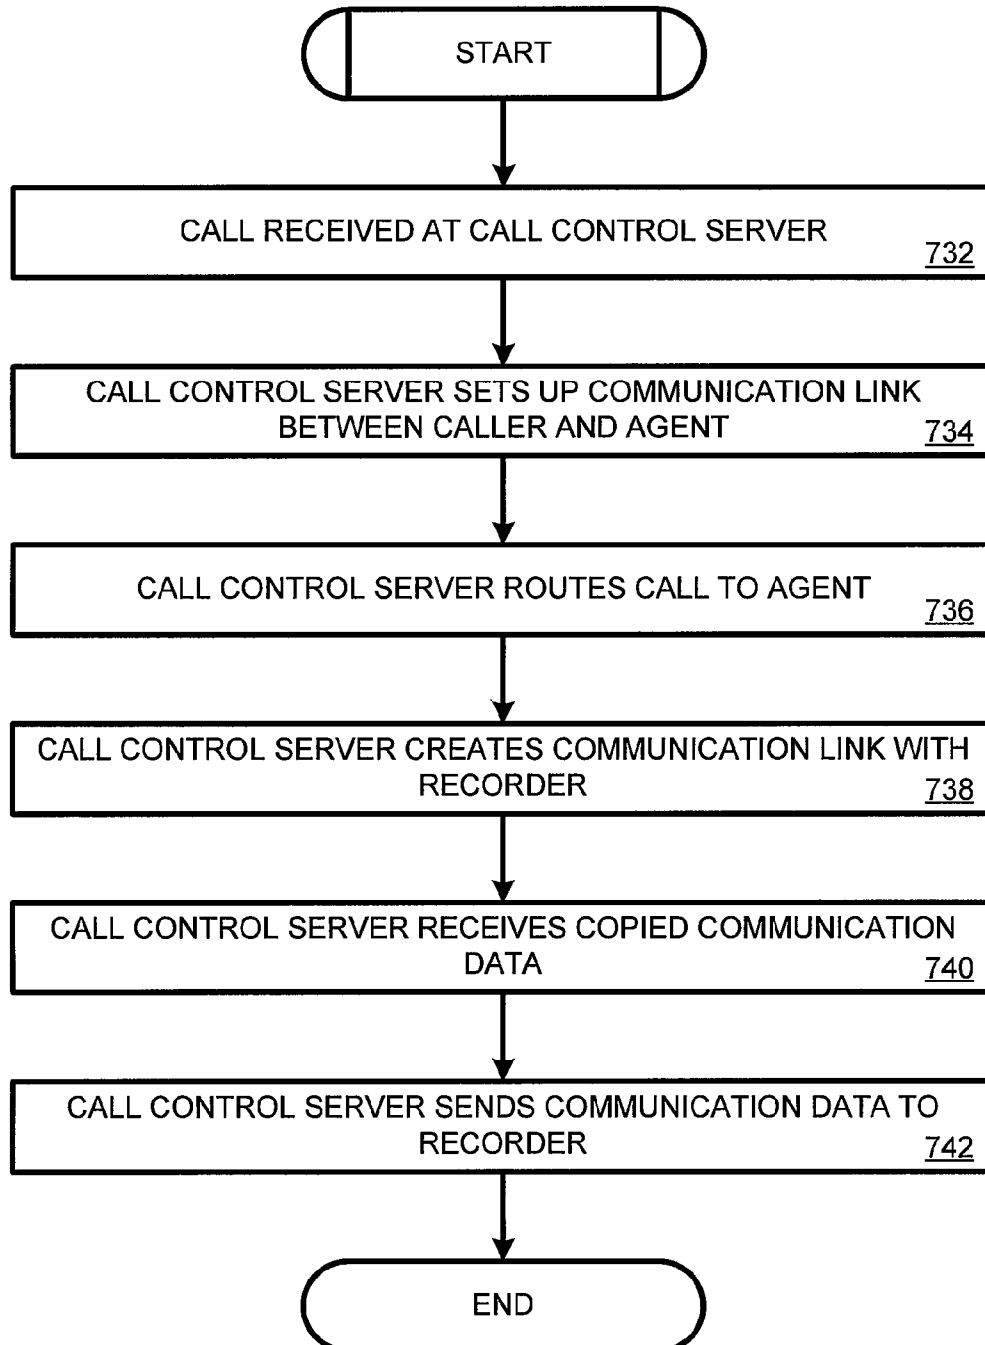 START
CALL RECEIVED AT CALL CONTROL SERVER
732
CALL CONTROL SERVER SETS UP COMMUNICATION LINK
BETWEEN CALLER AND AGENT
734
CALL CONTROL SERVER ROUTES CALL TO AGENT
736
CALL CONTROL SERVER CREATES COMMUNICATION LINK WITH
RECORDER
738
CALL CONTROL SERVER RECEIVES COPIED COMMUNICATION
DATA
740
CALL CONTROL SERVER SENDS COMMUNICATION DATA TO
RECORDER
742
END